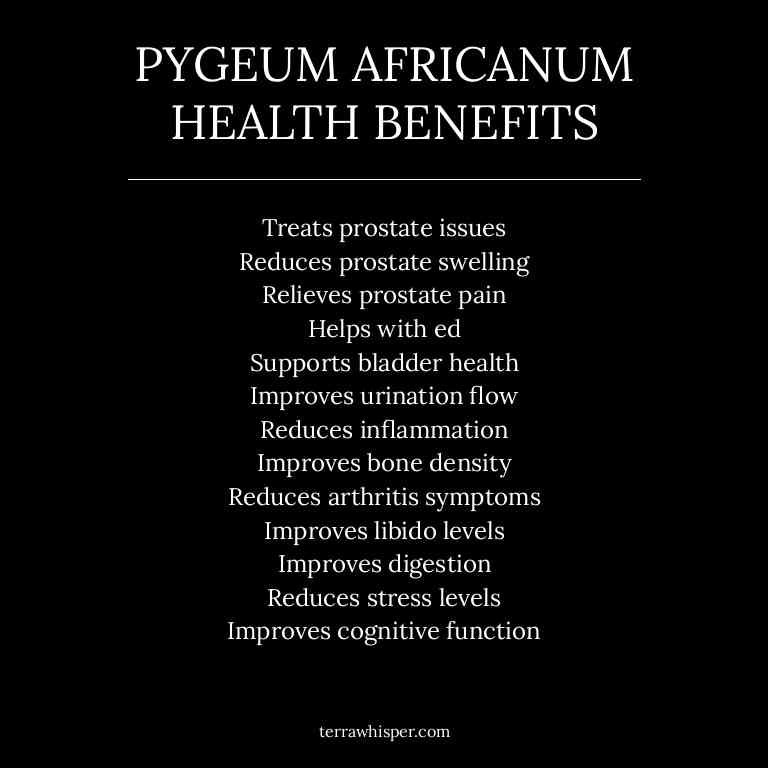 PYGEUM AFRICANUM
HEALTH BENEFITS
Treats prostate issues
Reduces prostate swelling
Relieves prostate pain
Helps with ed
Supports bladder health
Improves urination flow
Reduces inflammation
Improves bone density
Reduces arthritis symptoms
Improves libido levels
Improves digestion
Reduces stress levels
Improves cognitive function
terrawhisper.com